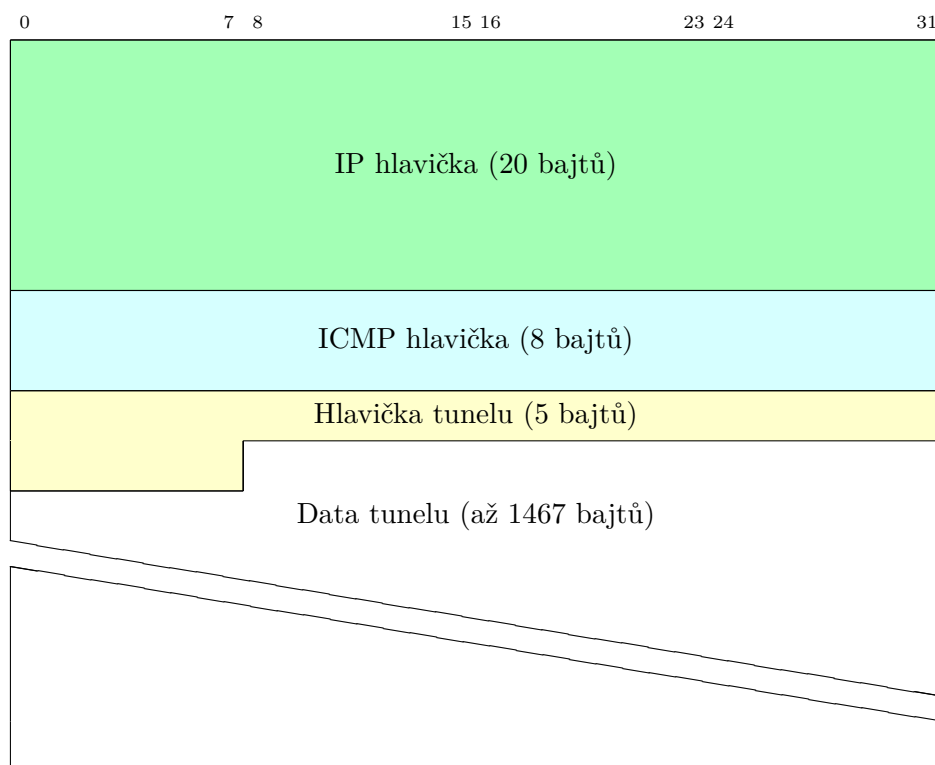 0 7 8 15 16 23 24 31
IP hlavička (20 bajtů)
ICMP hlavička (8 bajtů)
Hlavička tunelu (5 bajtů)
Data tunelu (až 1467 bajtů)